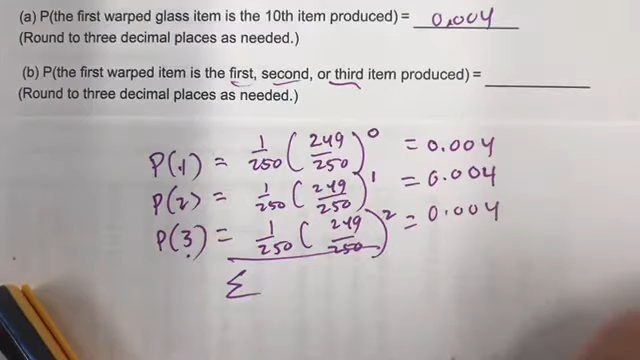 (a) P(the first warped glass item is the 10th item produced) = 0.004
(Round to three decimal places as needed.)
(b) P(the first warped item is the first, second, or third item produced) =
(Round to three decimal places as needed.)
P(1) = 1/250 (249/250)^0 = 0.004
P(2) = 1/250 (249/250)^1 = 0.004
P(3) = 1/250 (249/250)^2 = 0.004
Σ